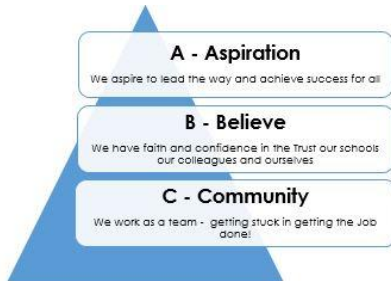 A - Aspiration
We aspire to lead the way and achieve success for all
B - Believe
We have faith and confidence in the Trust our schools
our colleagues and ourselves
C - Community
We work as a team - getting stuck in getting the Job
done!